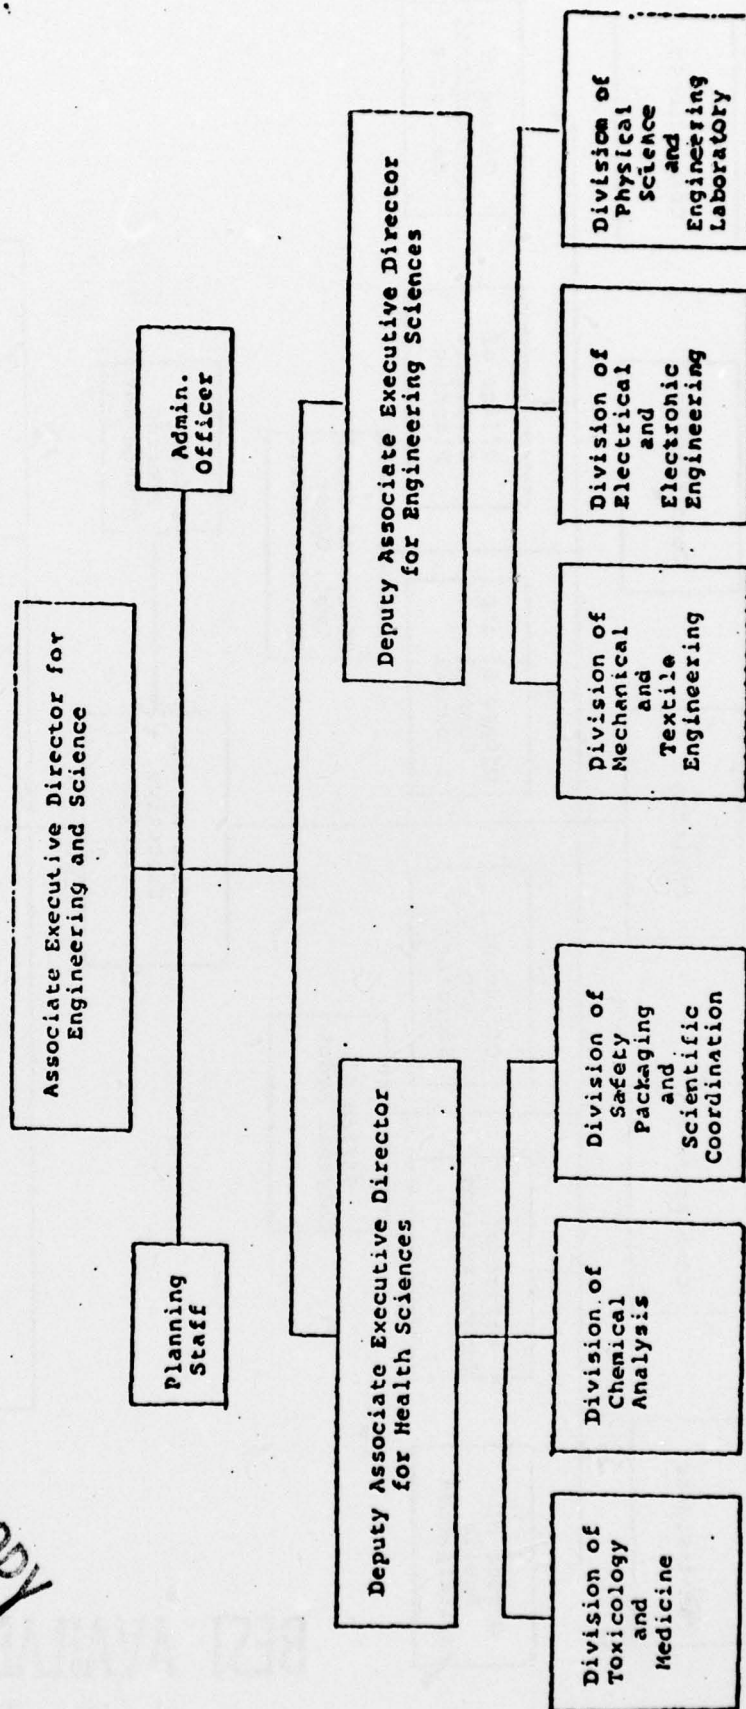 Associate Executive Director for
Engineering and Science
Planning
Staff
Admin.
Officer
Deputy Associate Executive Director
for Health Sciences
Deputy Associate Executive Director
for Engineering Sciences
Division of
Toxicology
and
Medicine
Division of
Chemical
Analysis
Division of
Safety
Packaging
and
Scientific
Coordination
Division of
Mechanical
and
Textile
Engineering
Division of
Electrical
and
Electronic
Engineering
Division of
Physical
Science
and
Engineering
Laboratory